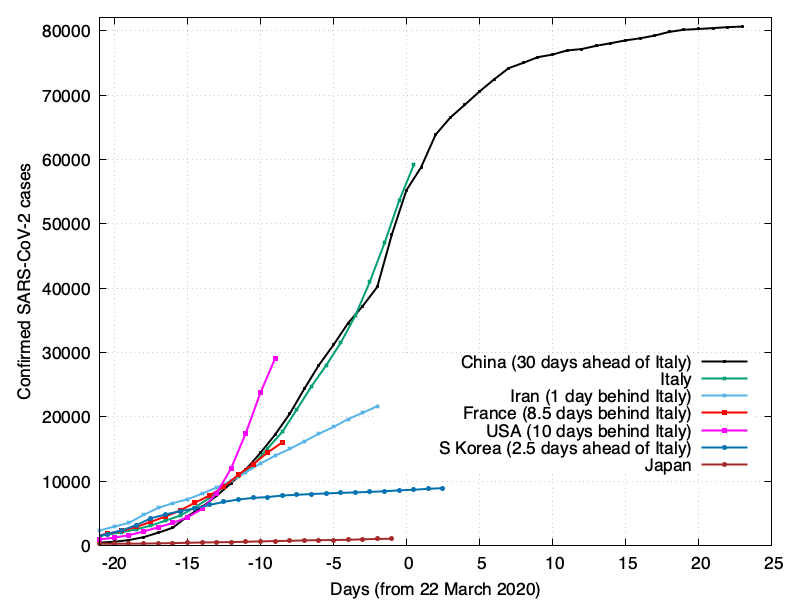 80000
70000
60000
50000
40000
30000
20000
10000
0
Confirmed SARS-CoV-2 cases
China (30 days ahead of Italy)
Italy
Iran (1 day behind Italy)
France (8.5 days behind Italy)
USA (10 days behind Italy)
S Korea (2.5 days ahead of Italy)
Japan
-20 -15 -10 -5 0 5 10 15 20 25
Days (from 22 March 2020)